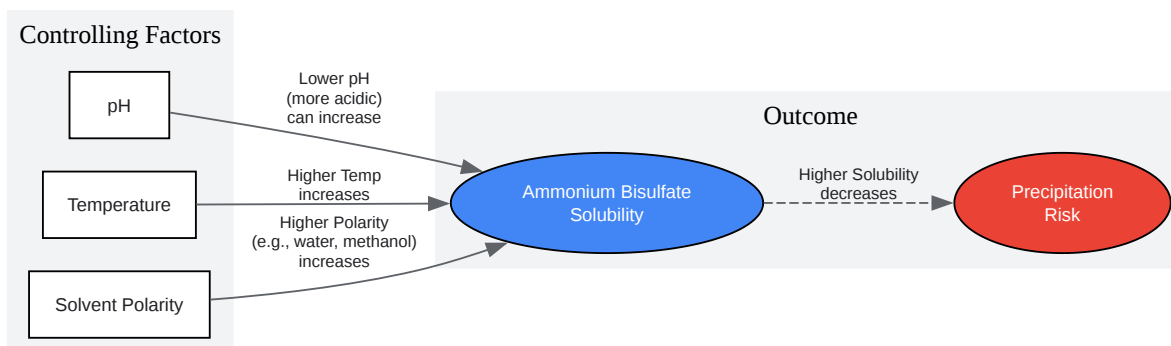 Controlling Factors
pH
Temperature
Solvent Polarity
Lower pH
(more acidic)
can increase
Higher Temp
increases
Higher Polarity
(e.g., water, methanol)
increases
Outcome
Ammonium Bisulfate
Solubility
Higher Solubility
decreases
Precipitation
Risk